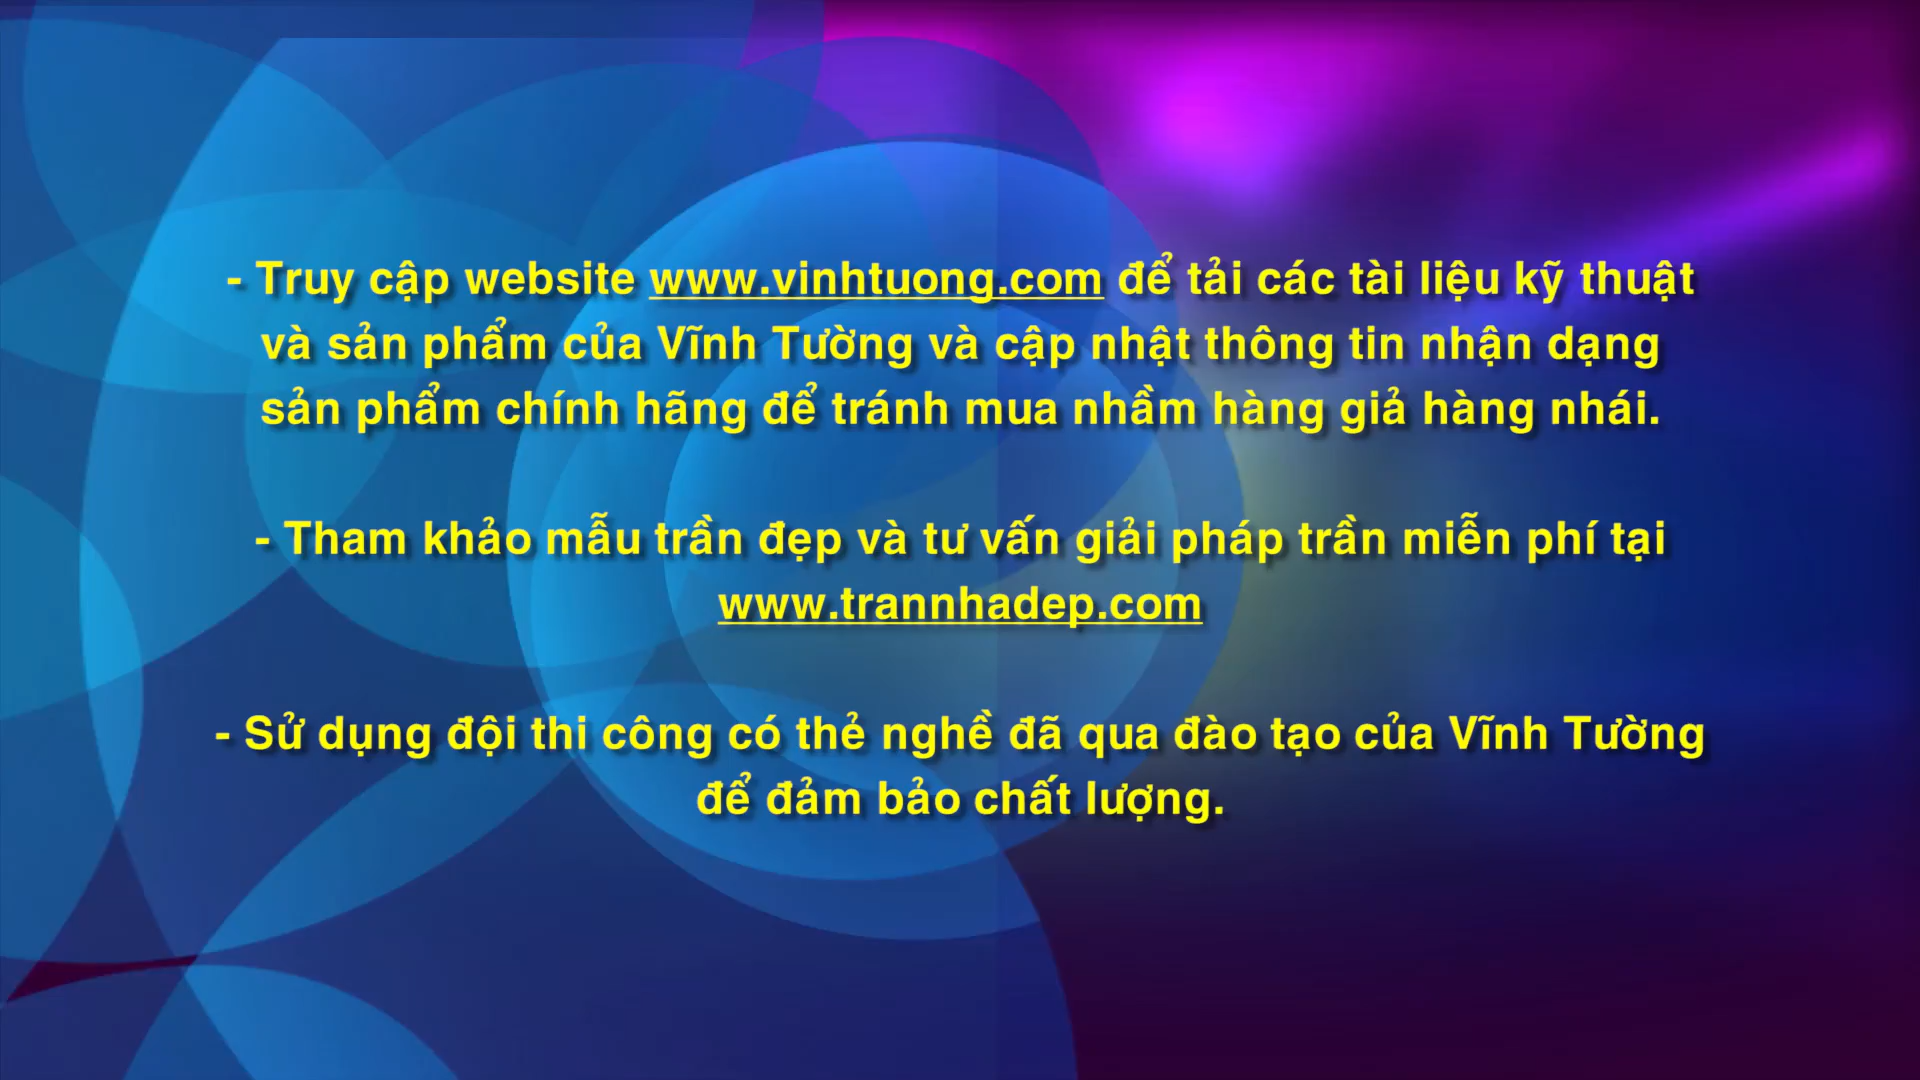 - Truy cập website www.vinhtuong.com để tải các tài liệu kỹ thuật
và sản phẩm của Vĩnh Tường và cập nhật thông tin nhận dạng
sản phẩm chính hãng để tránh mua nhầm hàng giả hàng nhái.
- Tham khảo mẫu trần đẹp và tư vấn giải pháp trần miễn phí tại
www.trannhadep.com
- Sử dụng đội thi công có thẻ nghề đã qua đào tạo của Vĩnh Tường
để đảm bảo chất lượng.